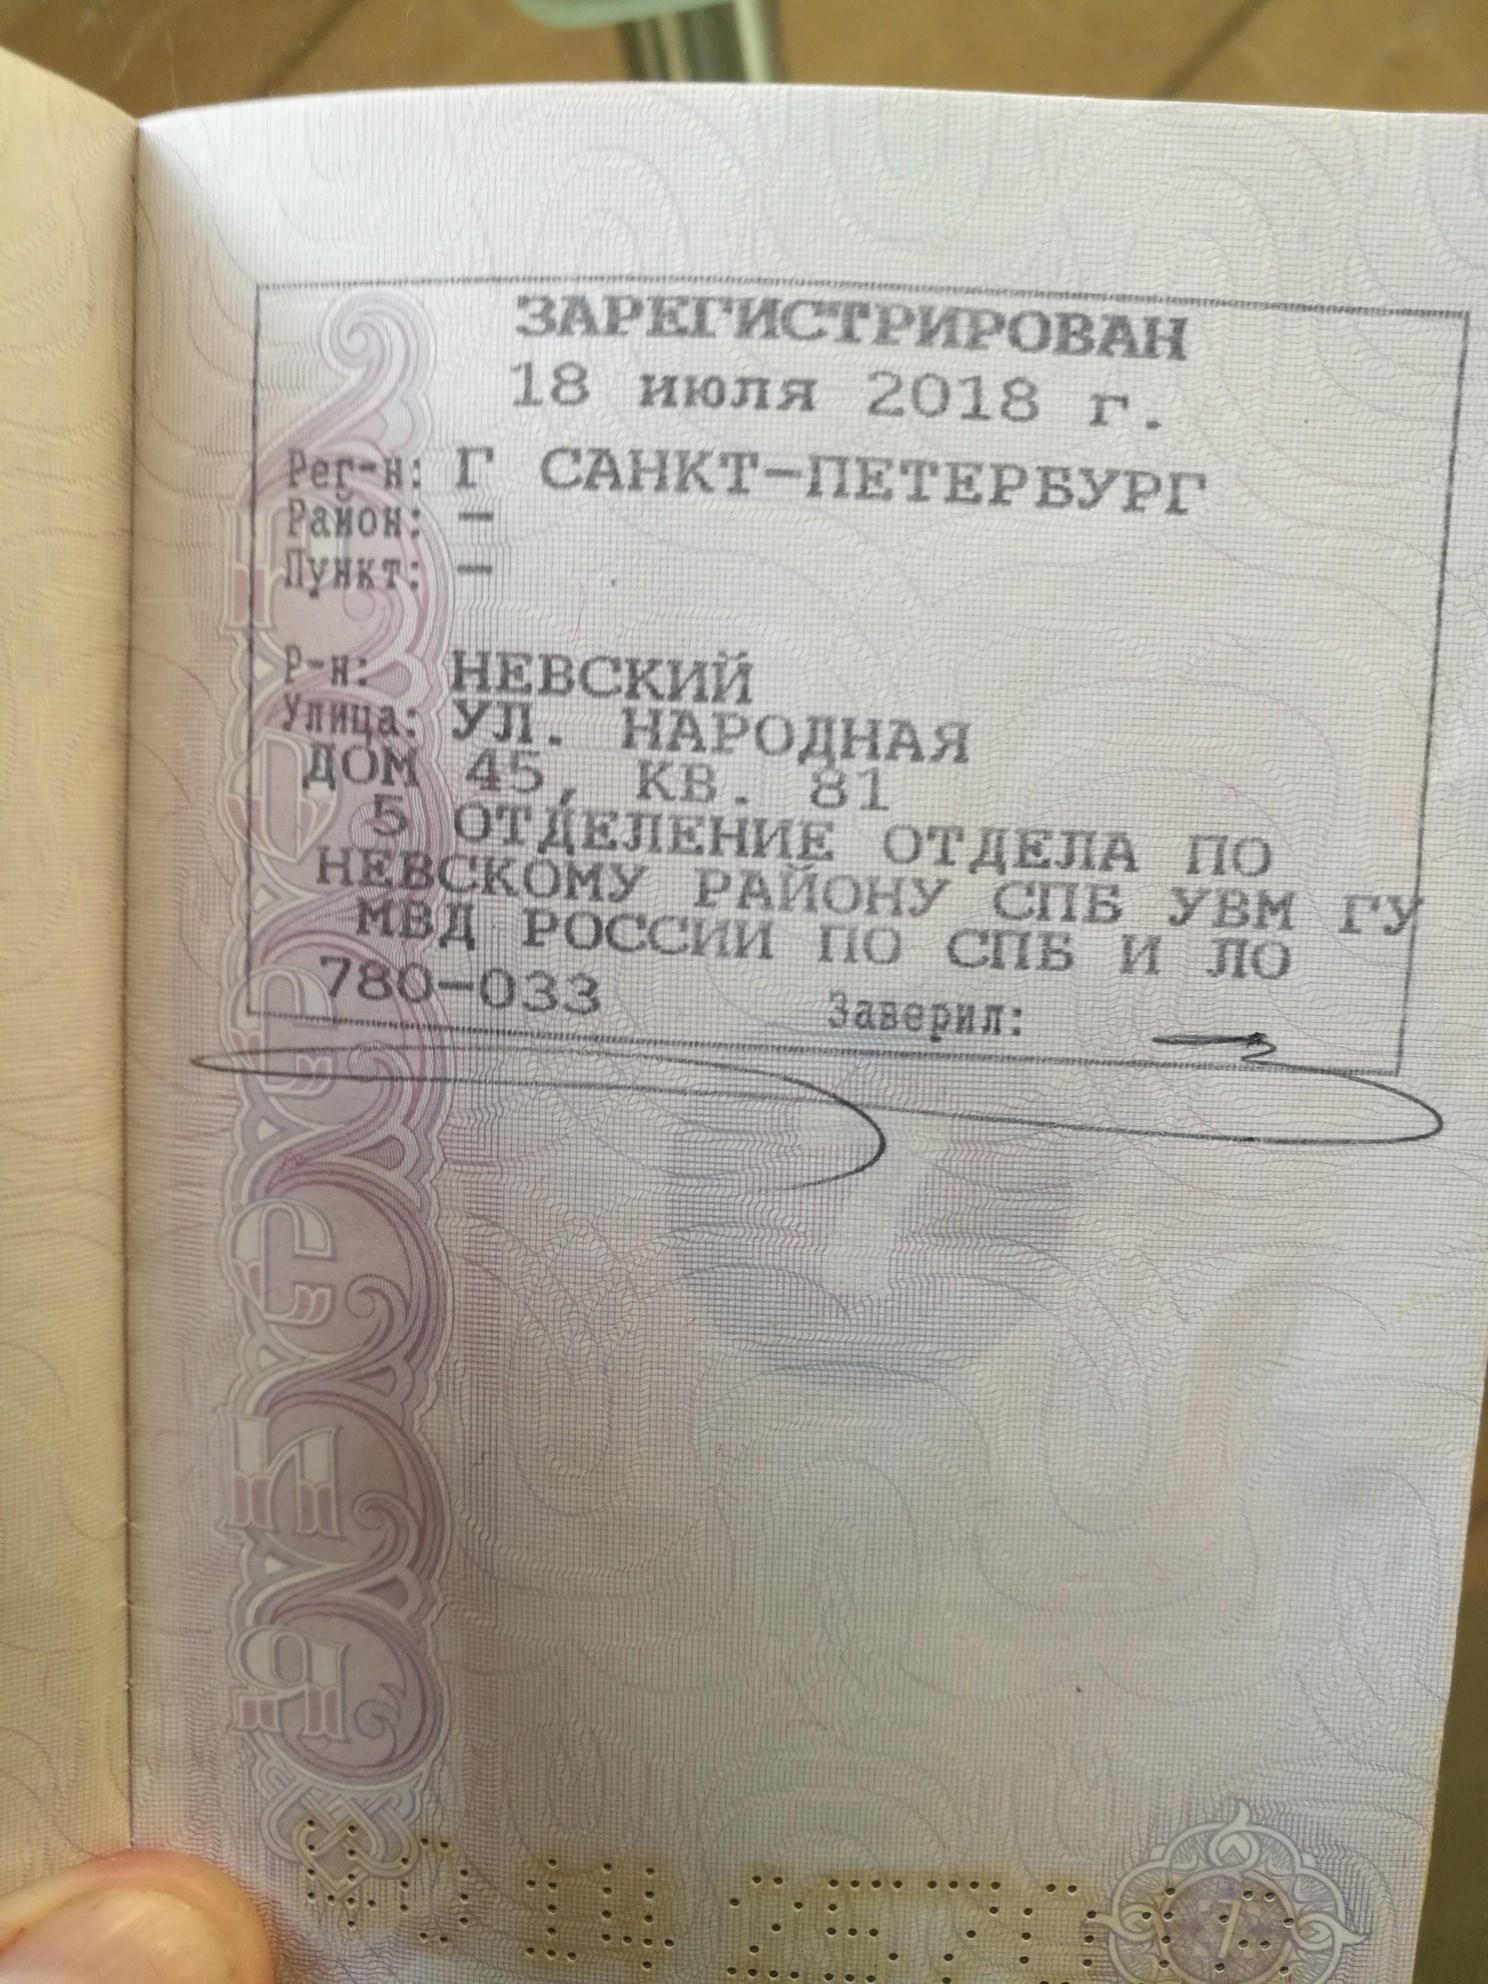 ЗАРЕГИСТРИРОВАН
18 июля 2018 г.
Рег-н: Г САНКТ-ПЕТЕРБУРГ
Район: –
Пункт: –
Р-н: НЕВСКИЙ
Улица: УЛ. НАРОДНАЯ
ДОМ 45, КВ. 81
5 ОТДЕЛЕНИЕ ОТДЕЛА ПО
НЕВСКОМУ РАЙОНУ СПБ УВМ ГУ
МВД РОССИИ ПО СПБ И ЛО
780-033 Заверил: